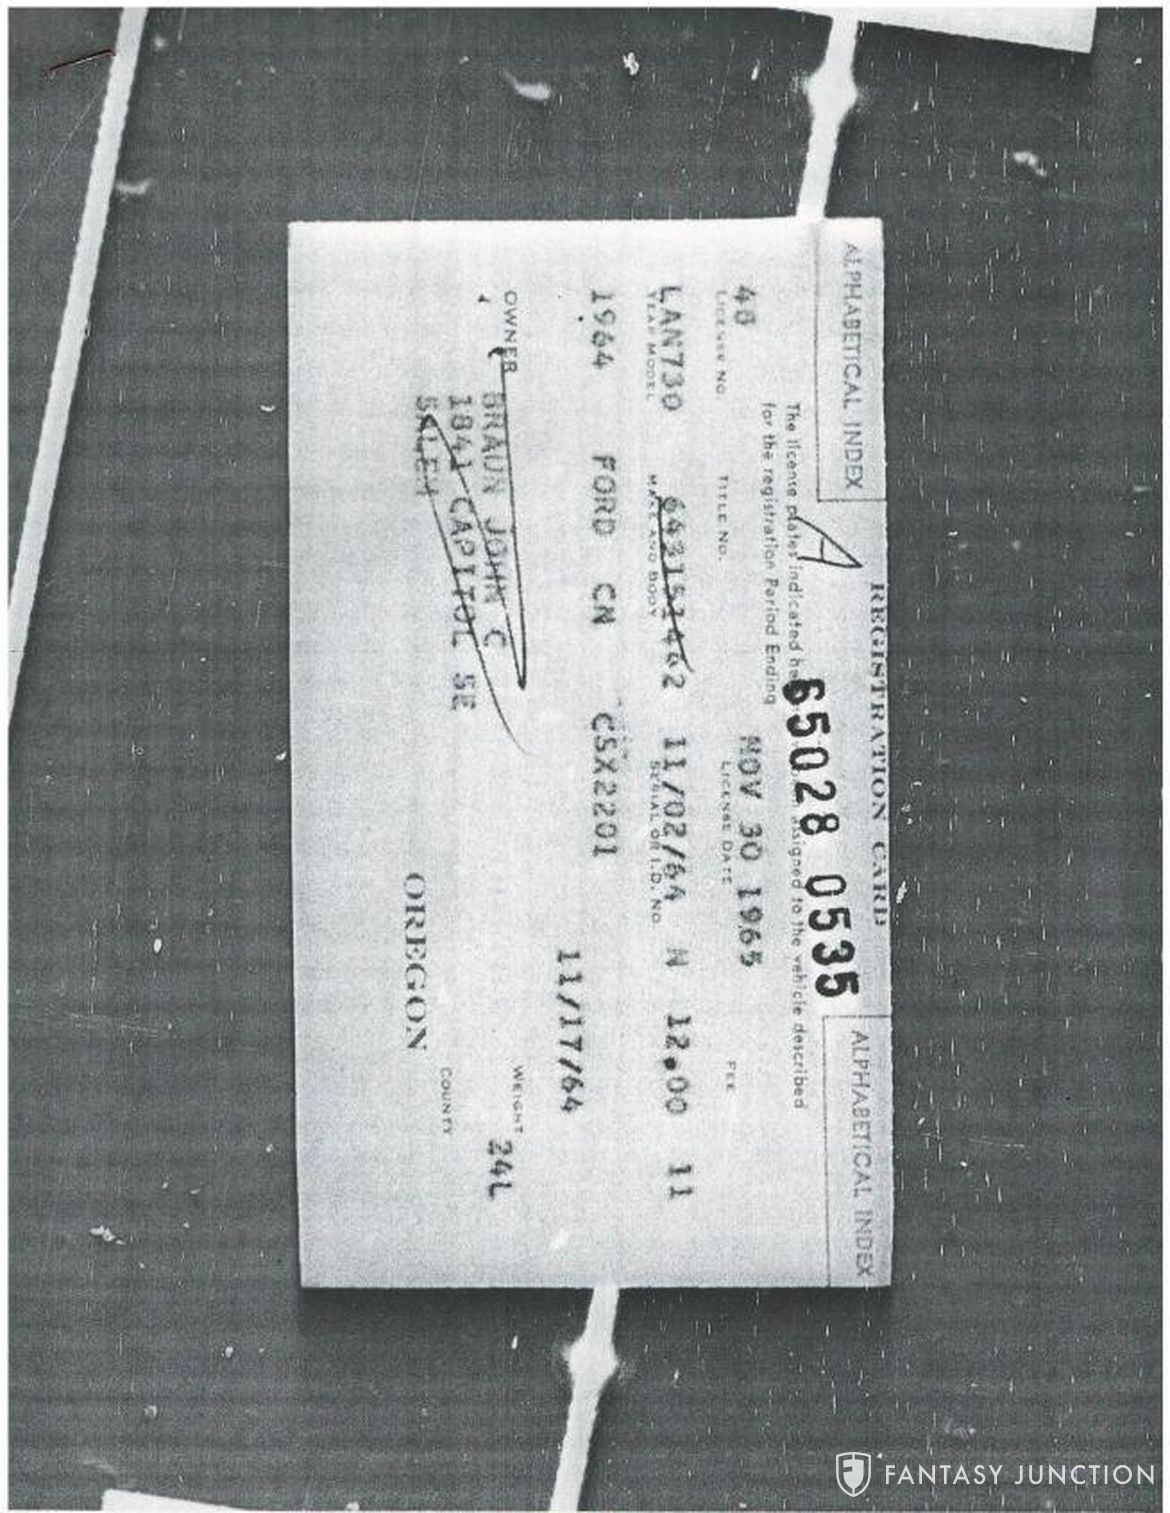 ALPHABETICAL INDEX
REGISTRATION CARD
ALPHABETICAL INDEX
65028 0535
The license plates indicated assigned to the vehicle described
for the registration Period Ending
48 NOV 30 1965
LICENSE NO. TITLE NO. LICENSE DATE FEE
LAN730 11/02/64 N 12.00 11
YEAR MODEL MAKE AND BODY SERIAL OR I.D. NO.
1964 FORD CN CSX2201
11/17/64
OWNER WEIGHT
BRAUN JOHN C 24L
1841 CAPITOL SE
SALEM COUNTY
OREGON
FANTASY JUNCTION